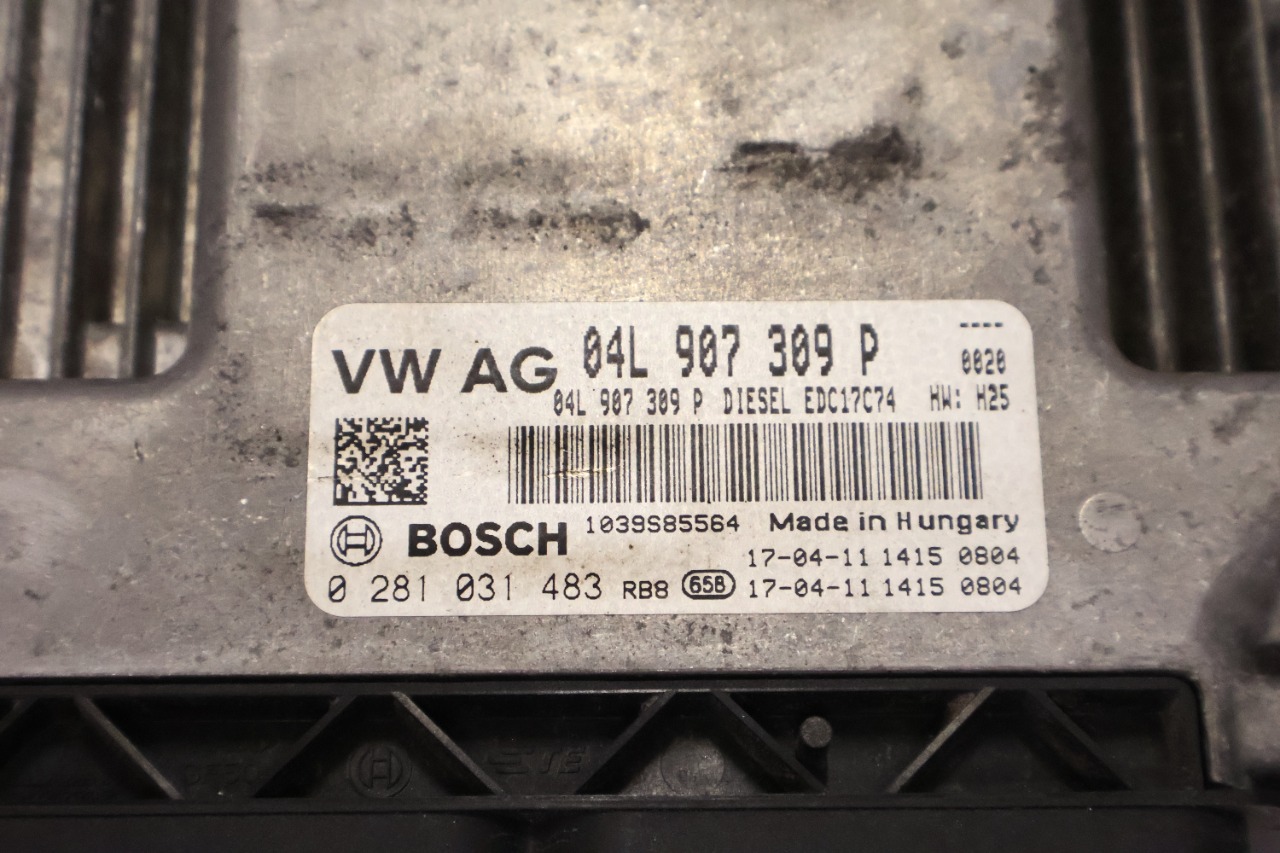 VW AG 04L 907 309 P ----
0020
04L 907 309 P DIESEL EDC17C74 HW: H25
BOSCH 1039S85564 Made in Hungary
17-04-11 1415 0804
0 281 031 483 RB8 65B 17-04-11 1415 0804